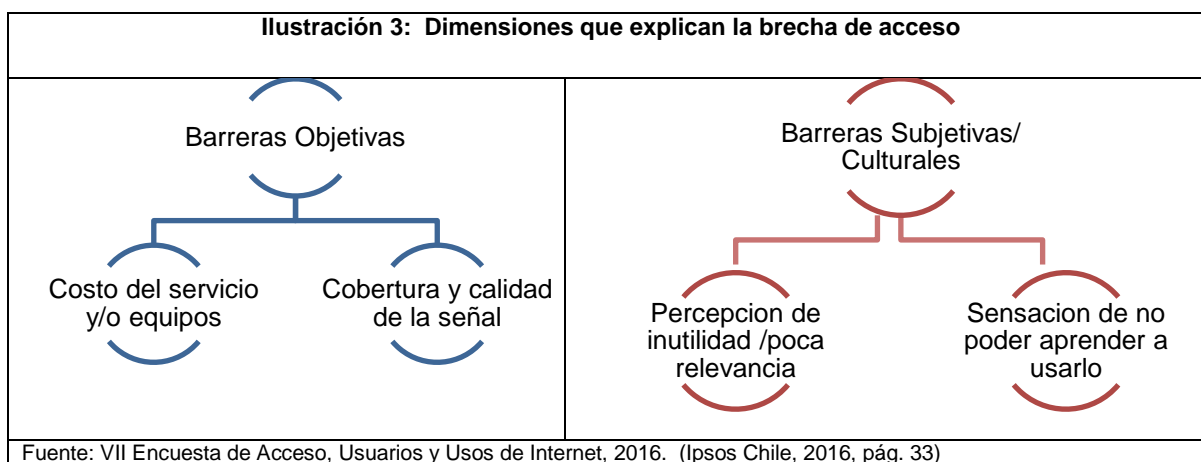 Ilustración 3: Dimensiones que explican la brecha de acceso
Barreras Objetivas
Costo del servicio
y/o equipos
Cobertura y calidad
de la señal
Barreras Subjetivas/
Culturales
Percepcion de
inutilidad /poca
relevancia
Sensacion de no
poder aprender a
usarlo
Fuente: VII Encuesta de Acceso, Usuarios y Usos de Internet, 2016. (Ipsos Chile, 2016, pág. 33)